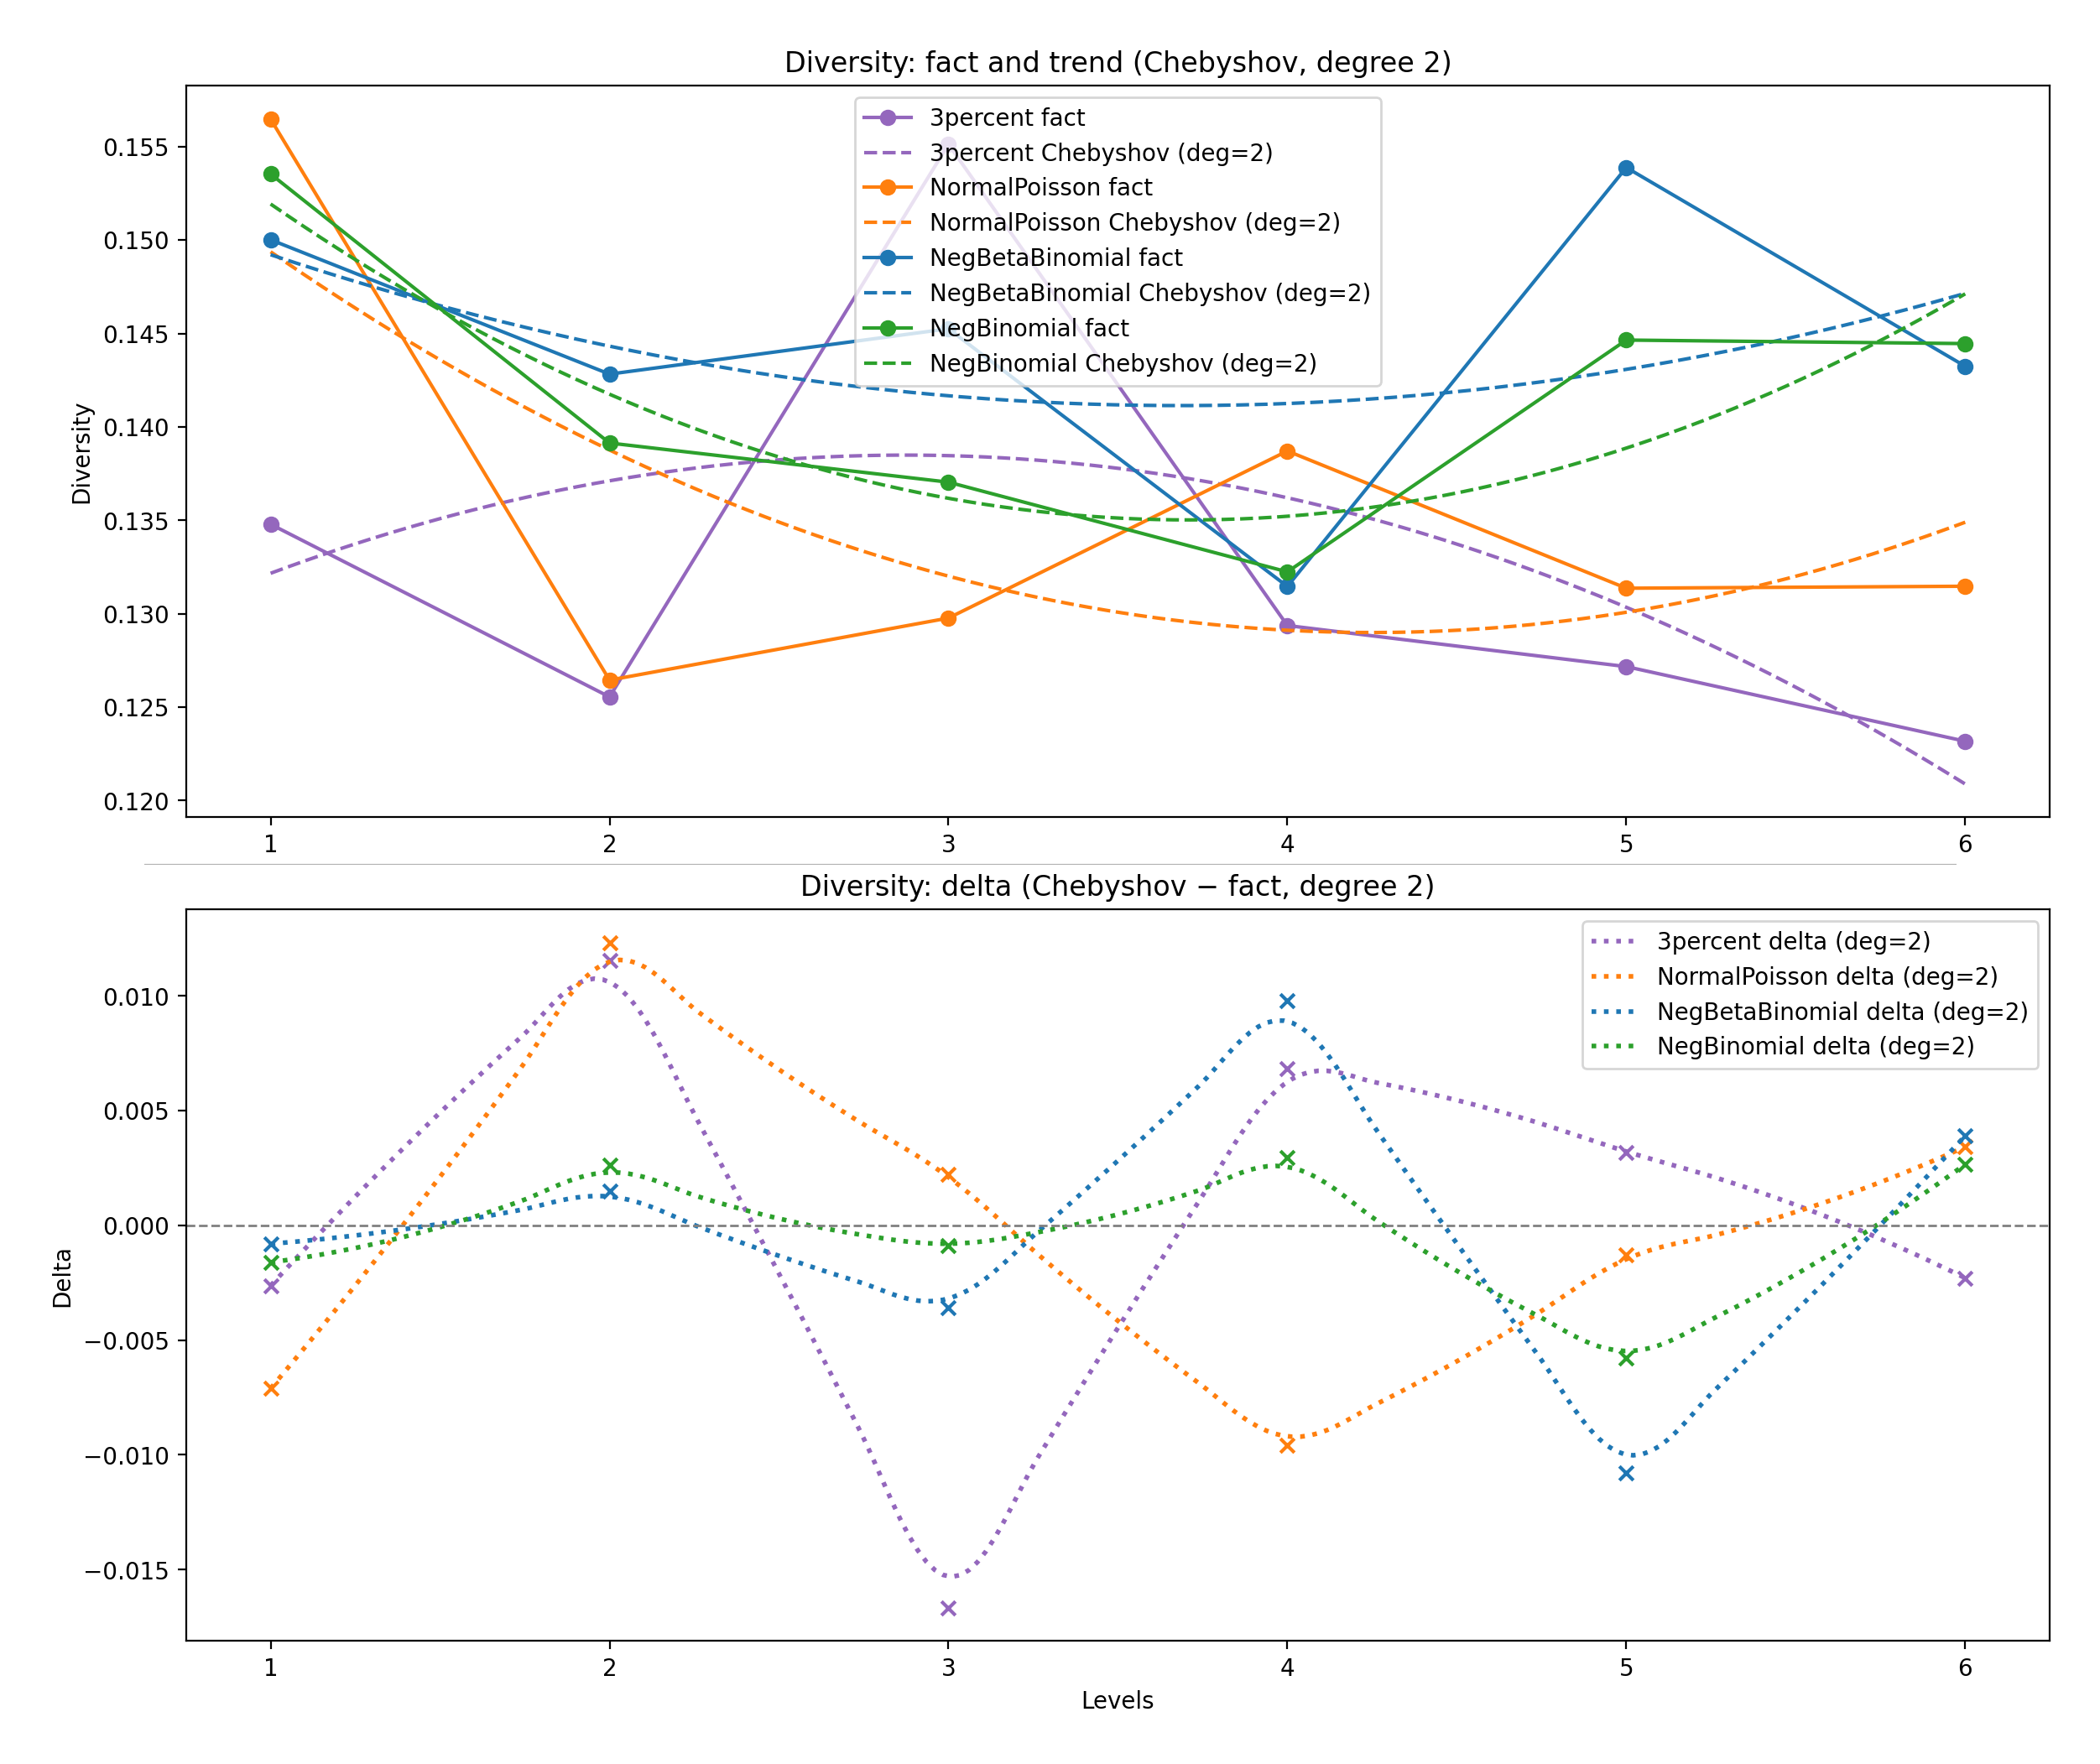 Diversity: fact and trend (Chebyshov, degree 2)
Diversity
0.155
0.150
0.145
0.140
0.135
0.130
0.125
0.120
3percent fact
3percent Chebyshov (deg=2)
NormalPoisson fact
NormalPoisson Chebyshov (deg=2)
NegBetaBinomial fact
NegBetaBinomial Chebyshov (deg=2)
NegBinomial fact
NegBinomial Chebyshov (deg=2)
1 2 3 4 5 6
Diversity: delta (Chebyshov − fact, degree 2)
Delta
0.010
0.005
0.000
−0.005
−0.010
−0.015
3percent delta (deg=2)
NormalPoisson delta (deg=2)
NegBetaBinomial delta (deg=2)
NegBinomial delta (deg=2)
1 2 3 4 5 6
Levels